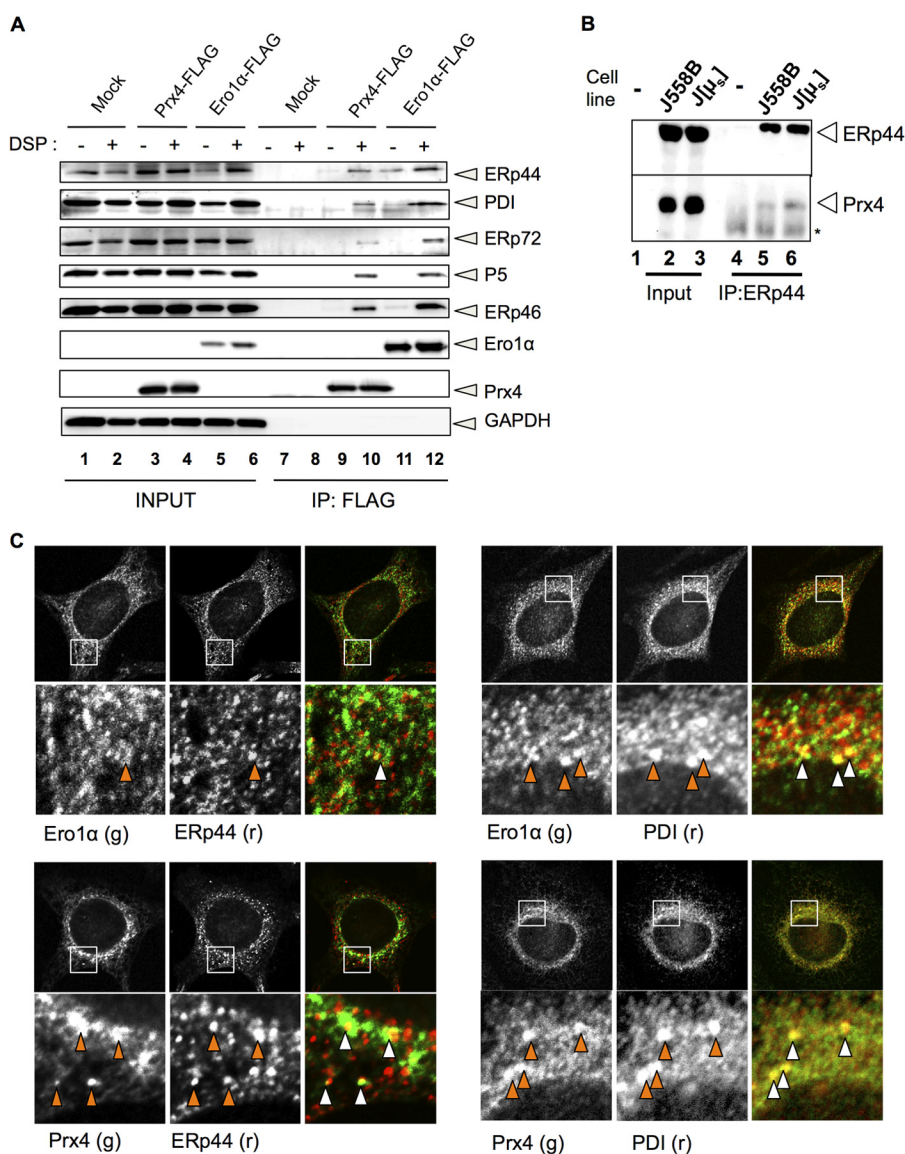 A
Mock Prx4-FLAG Ero1α-FLAG Mock Prx4-FLAG Ero1α-FLAG
DSP : - + - + - + - + - + - +
ERp44
PDI
ERp72
P5
ERp46
Ero1α
Prx4
GAPDH
1 2 3 4 5 6 7 8 9 10 11 12
INPUT IP: FLAG
B
Cell line - J558B J[μs] - J558B J[μs]
ERp44
Prx4
*
1 2 3 4 5 6
Input IP:ERp44
C
Ero1α (g) ERp44 (r) Ero1α (g) PDI (r)
Prx4 (g) ERp44 (r) Prx4 (g) PDI (r)